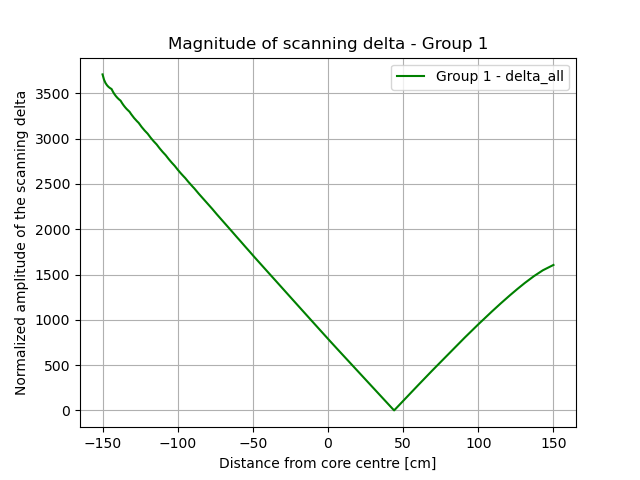 Magnitude of scanning delta - Group 1
Group 1 - delta_all
Normalized amplitude of the scanning delta
3500
3000
2500
2000
1500
1000
500
0
−150 −100 −50 0 50 100 150
Distance from core centre [cm]